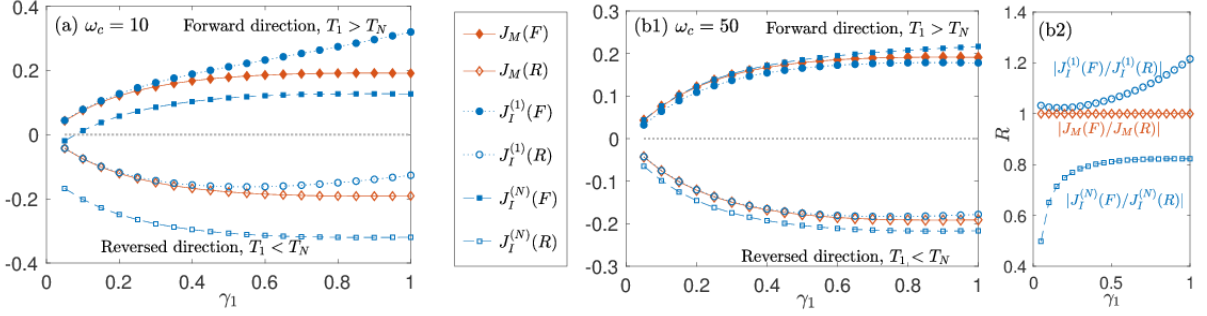 (a) ω_c = 10
Forward direction, T_1 > T_N
0.4
0.2
0
-0.2
-0.4
Reversed direction, T_1 < T_N
0 0.2 0.4 0.6 0.8 1
γ_1
J_M(F)
J_M(R)
J_I^{(1)}(F)
J_I^{(1)}(R)
J_I^{(N)}(F)
J_I^{(N)}(R)
(b1) ω_c = 50
Forward direction, T_1 > T_N
0.3
0.2
0.1
0
-0.1
-0.2
-0.3
Reversed direction, T_1 < T_N
0 0.2 0.4 0.6 0.8 1
γ_1
(b2)
R
1.4
1.2
1
0.8
0.6
0.4
|J_I^{(1)}(F)/J_I^{(1)}(R)|
|J_M(F)/J_M(R)|
|J_I^{(N)}(F)/J_I^{(N)}(R)|
0 0.5 1
γ_1